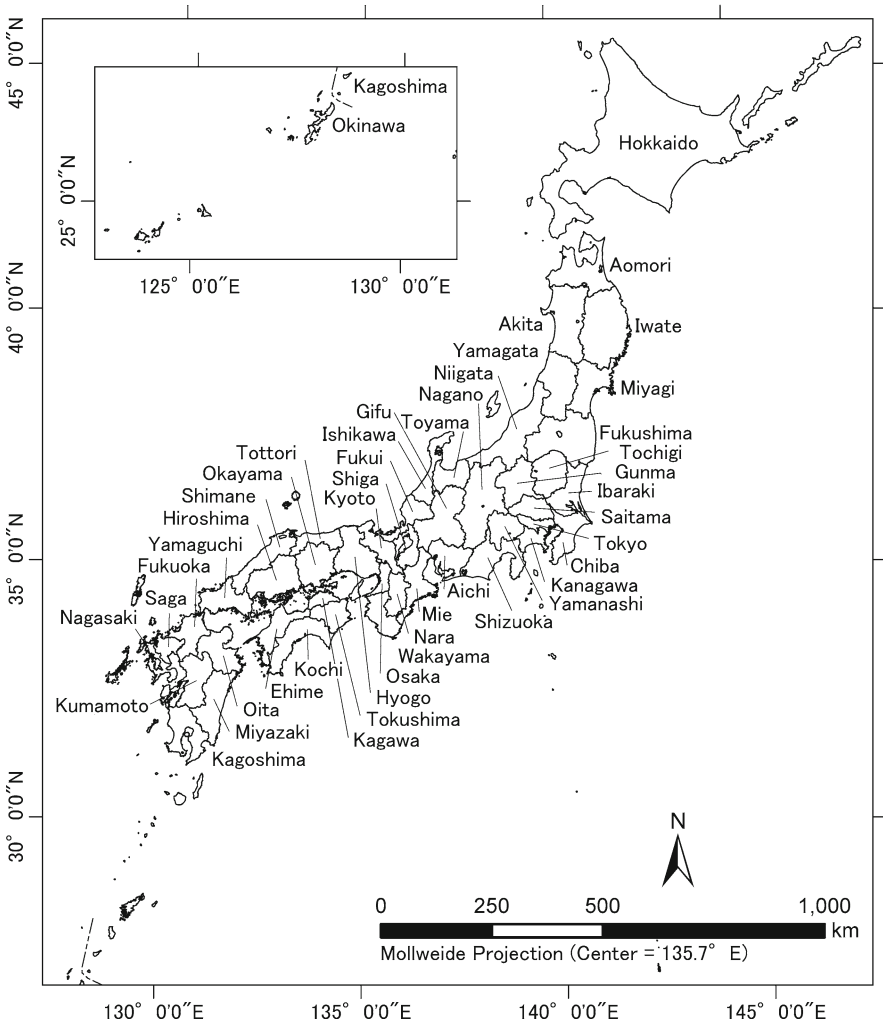 45° 0'0"N
Kagoshima
Okinawa
25° 0'0"N
125° 0'0"E
130° 0'0"E
Hokkaido
Aomori
40° 0'0"N
Akita
Iwate
Yamagata
Niigata
Nagano
Miyagi
Gifu
Toyama
Ishikawa
Fukushima
Tottori
Fukui
Tochigi
Okayama
Shiga
Gunma
Shimane
Kyoto
Ibaraki
Hiroshima
Saitama
Yamaguchi
Tokyo
Fukuoka
35° 0'0"N
Chiba
Saga
Aichi
Kanagawa
Nagasaki
Mie
Yamanashi
Shizuoka
Nara
Wakayama
Kochi
Osaka
Ehime
Hyogo
Kumamoto
Oita
Tokushima
Miyazaki
Kagawa
Kagoshima
30° 0'0"N
N
0 250 500 1,000
km
Mollweide Projection (Center = 135.7° E)
130° 0'0"E 135° 0'0"E 140° 0'0"E 145° 0'0"E